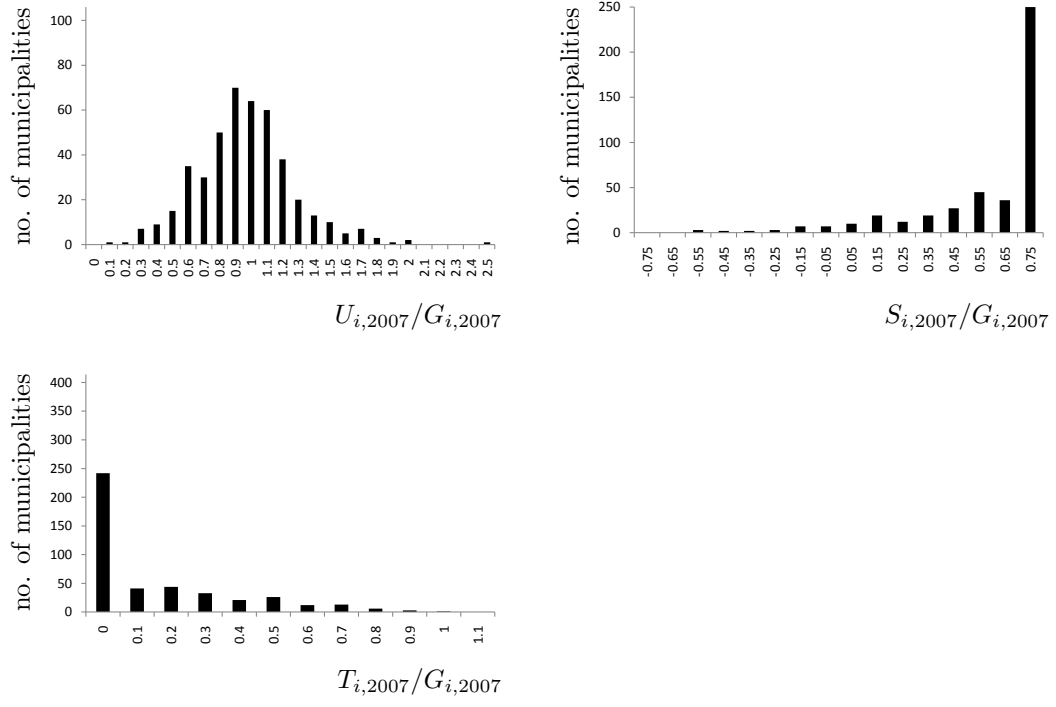 no. of municipalities
100
80
60
40
20
0
0 0.1 0.2 0.3 0.4 0.5 0.6 0.7 0.8 0.9 1 1.1 1.2 1.3 1.4 1.5 1.6 1.7 1.8 1.9 2 2.1 2.2 2.3 2.4 2.5
U_{i,2007}/G_{i,2007}
no. of municipalities
250
200
150
100
50
0
-0.75 -0.65 -0.55 -0.45 -0.35 -0.25 -0.15 -0.05 0.05 0.15 0.25 0.35 0.45 0.55 0.65 0.75
S_{i,2007}/G_{i,2007}
no. of municipalities
400
350
300
250
200
150
100
50
0
0 0.1 0.2 0.3 0.4 0.5 0.6 0.7 0.8 0.9 1 1.1
T_{i,2007}/G_{i,2007}